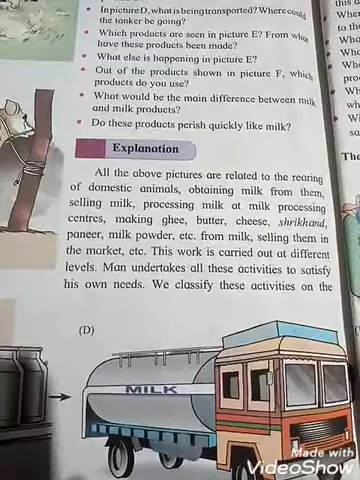 • In picture D, what is being transported? Where could
the tanker be going?
• Which products are seen in picture E? From what
have these products been made?
• What else is happening in picture E?
• Out of the products shown in picture F, which
products do you use?
• What would be the main difference between milk
and milk products?
• Do these products perish quickly like milk?
Explanation
All the above pictures are related to the rearing
of domestic animals, obtaining milk from them,
selling milk, processing milk at milk processing
centres, making ghee, butter, cheese, shrikhand,
paneer, milk powder, etc. from milk, selling them in
the market, etc. This work is carried out at different
levels. Man undertakes all these activities to satisfy
his own needs. We classify these activities on the
(D)
MILK
Made with
VideoShow